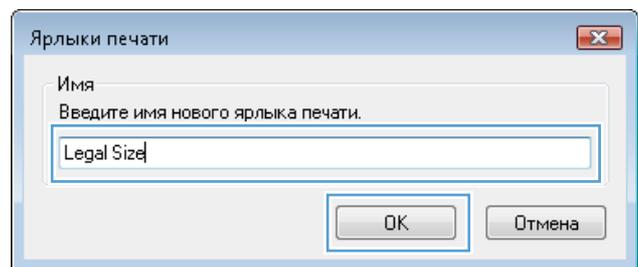 Ярлыки печати
Имя
Введите имя нового ярлыка печати.
Legal Size
OK
Отмена